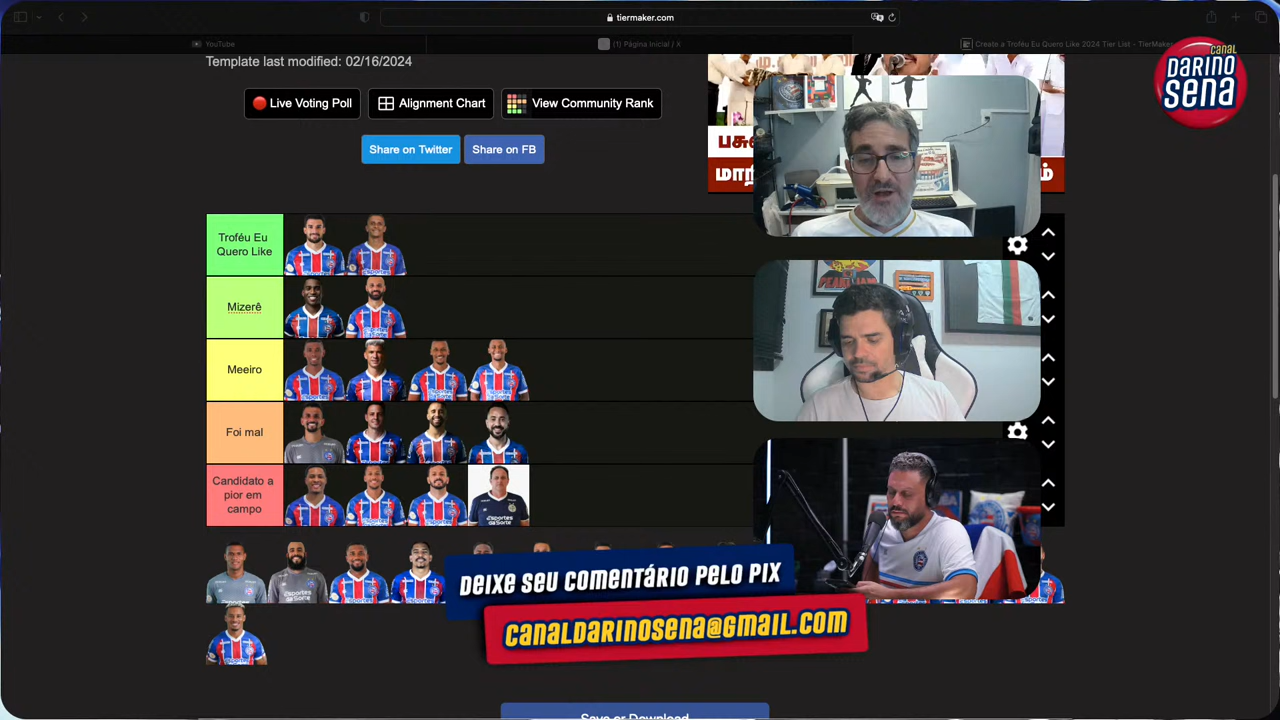 tiermaker.com
YouTube
(1) Página Inicial / X
Create a Troféu Eu Quero Like 2024 Tier List - TierMaker
canal
DARINO
SENA
Template last modified: 02/16/2024
Live Voting Poll
Alignment Chart
View Community Rank
Share on Twitter
Share on FB
Troféu Eu
Quero Like
Mizerê
Meeiro
Foi mal
Candidato a
pior em
campo
DEIXE SEU COMENTÁRIO PELO PIX
CANALDARINOSENA@GMAIL.COM
Save or Download